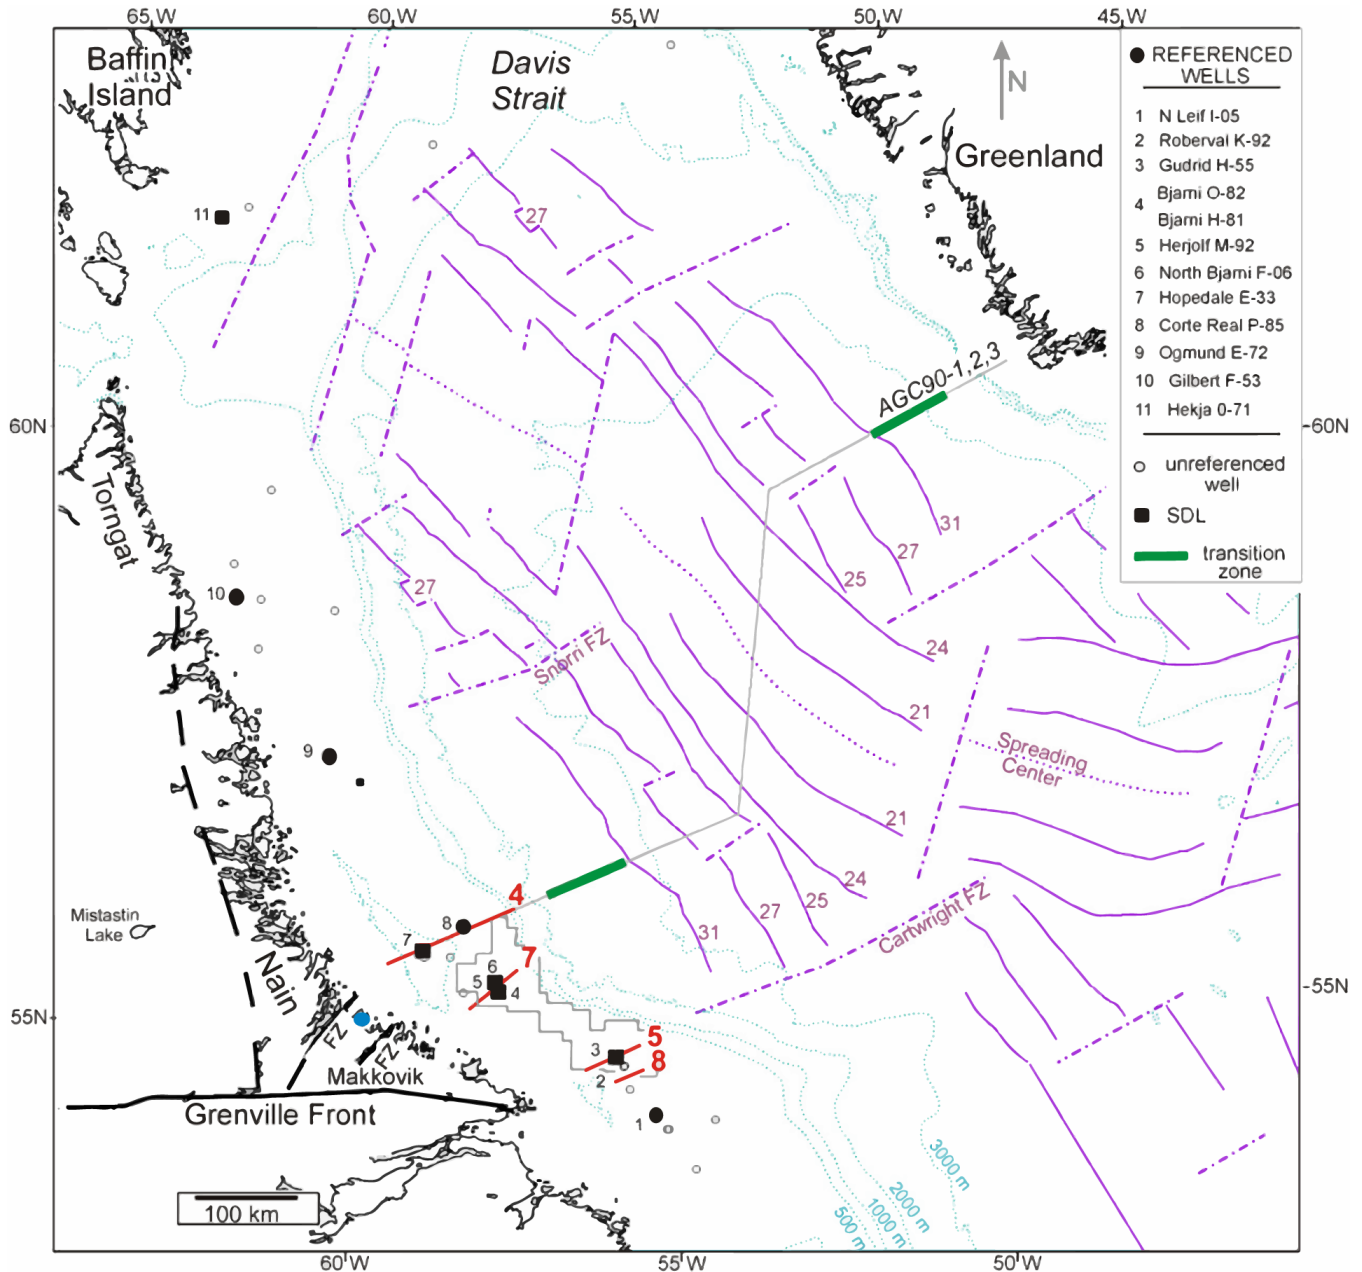 65°W
60°W
55°W
50°W
45°W
Baffin
Island
Davis
Strait
N
Greenland
REFERENCED
WELLS
1 N Leif I-05
2 Roberval K-92
3 Gudrid H-55
4 Bjarni O-82
Bjarni H-81
5 Herjolf M-92
6 North Bjarni F-06
7 Hopedale E-33
8 Corte Real P-85
9 Ogmund E-72
10 Gilbert F-53
11 Hekja 0-71
unreferenced
well
SDL
transition
zone
11
27
AGC90-1,2,3
60N
60N
Torngat
31
27
25
27
10
24
Snorri FZ
21
Spreading
Center
9
21
24
25
27
31
Cartwright FZ
4
8
7
7
6
5
4
Mistastin
Lake
Nain
55N
55N
FZ
FZ
Makkovik
5
3
8
2
1
Grenville Front
100 km
3000 m
2000 m
1000 m
500 m
60°W
55°W
50°W